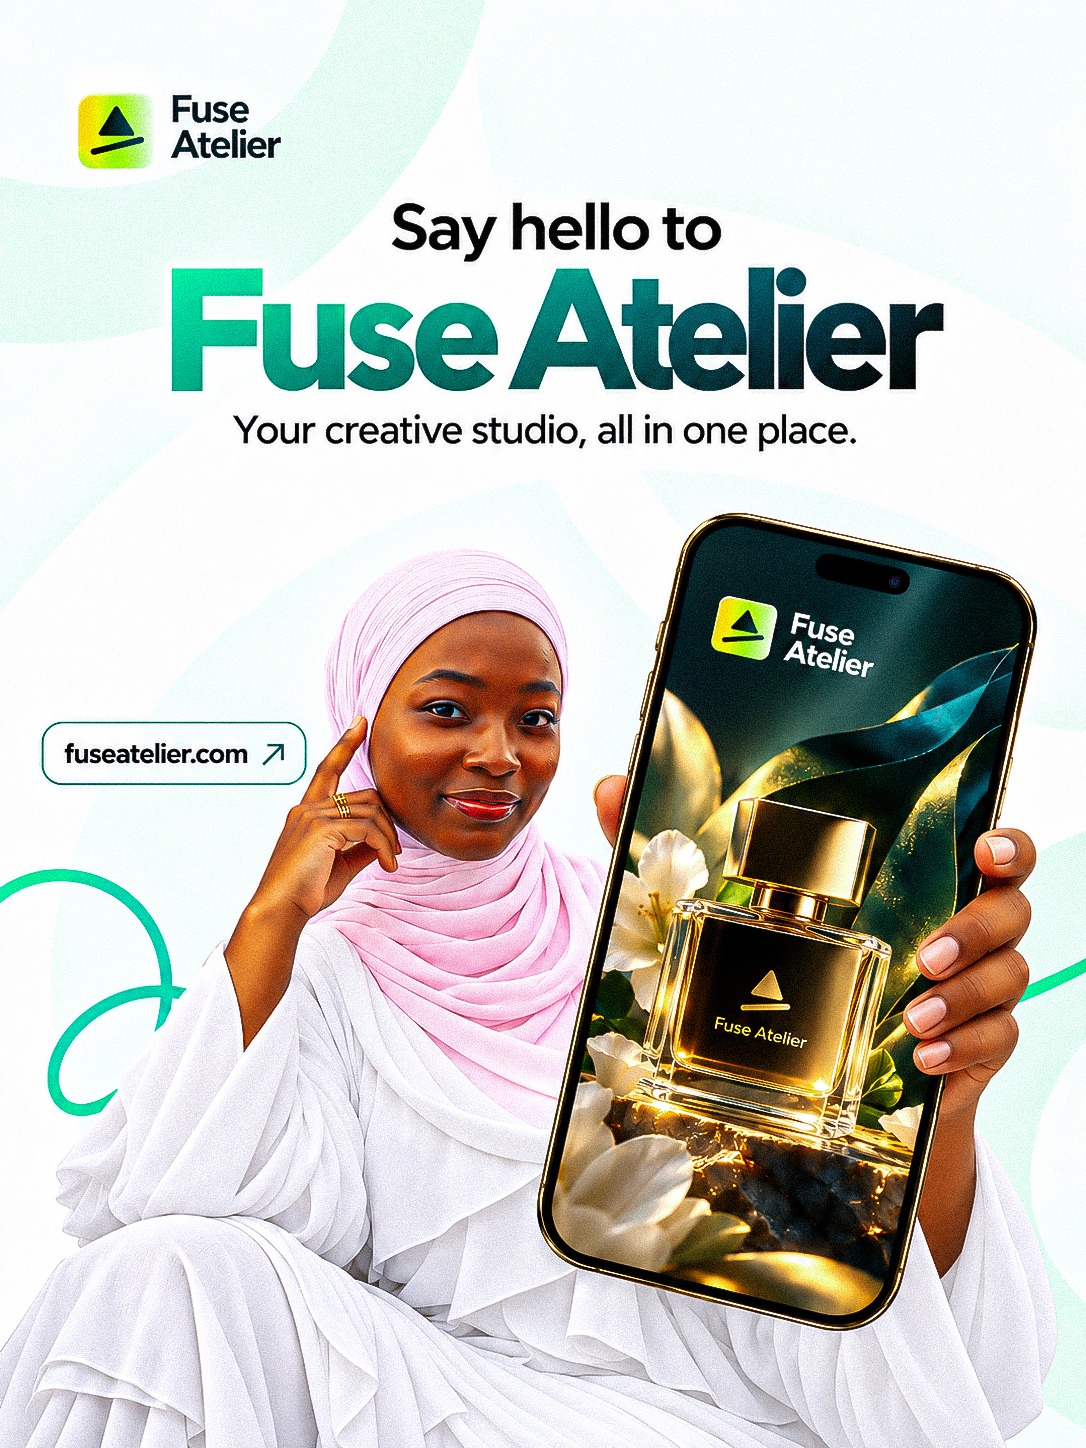 Fuse
Atelier
Say hello to
Fuse Atelier
Your creative studio, all in one place.
Fuse
Atelier
fuseatelier.com
Fuse Atelier